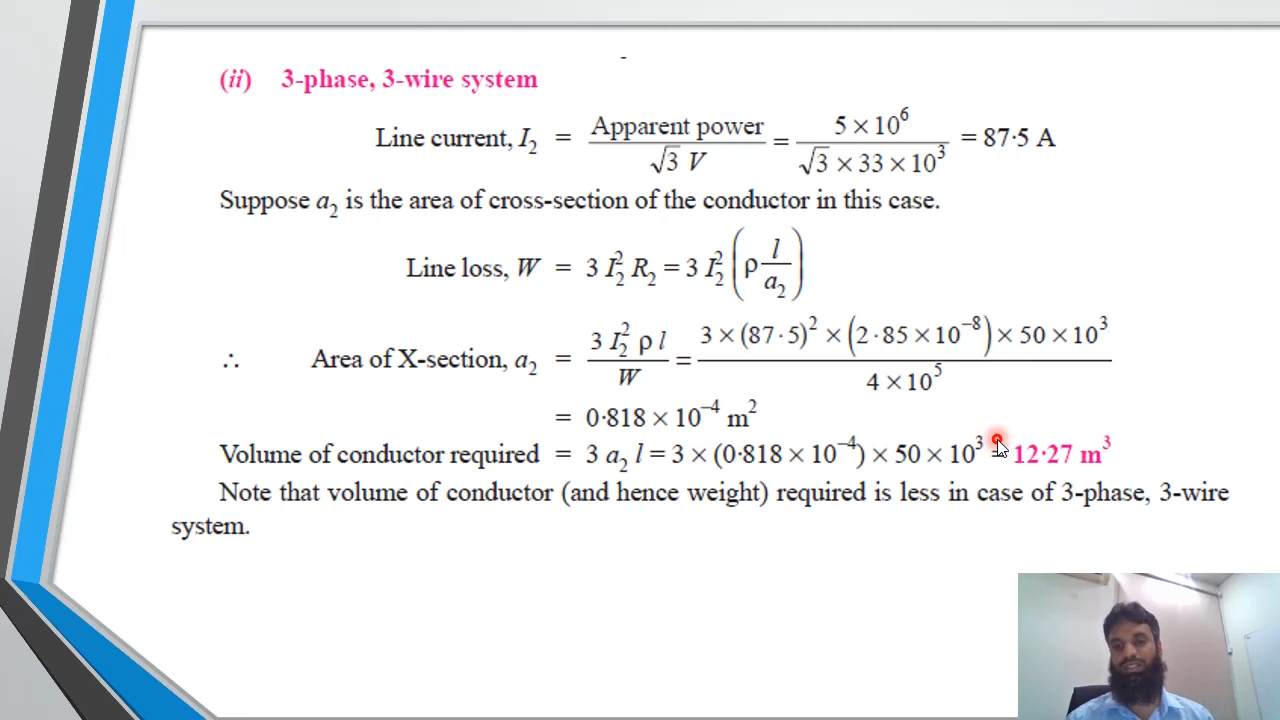 (ii) 3-phase, 3-wire system
Line current, I₂ = Apparent power / √3 V = 5 × 10⁶ / √3 × 33 × 10³ = 87·5 A
Suppose a₂ is the area of cross-section of the conductor in this case.
Line loss, W = 3 I₂² R₂ = 3 I₂² (ρ l / a₂)
∴ Area of X-section, a₂ = 3 I₂² ρ l / W = 3 × (87·5)² × (2·85 × 10⁻⁸) × 50 × 10³ / 4 × 10⁵
= 0·818 × 10⁻⁴ m²
Volume of conductor required = 3 a₂ l = 3 × (0·818 × 10⁻⁴) × 50 × 10³ = 12·27 m³
Note that volume of conductor (and hence weight) required is less in case of 3-phase, 3-wire
system.